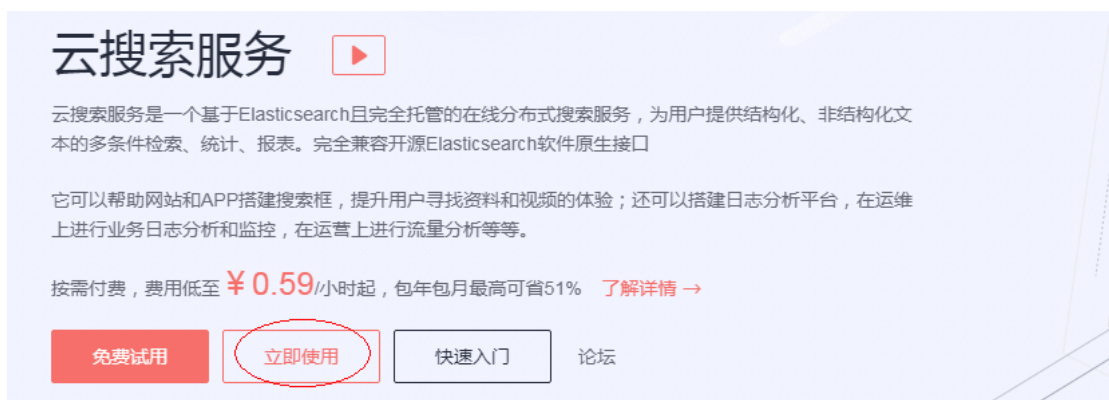 云搜索服务
云搜索服务是一个基于Elasticsearch且完全托管的在线分布式搜索服务，为用户提供结构化、非结构化文
本的多条件检索、统计、报表。完全兼容开源Elasticsearch软件原生接口
它可以帮助网站和APP搭建搜索框，提升用户寻找资料和视频的体验；还可以搭建日志分析平台，在运维
上进行业务日志分析和监控，在运营上进行流量分析等等。
按需付费，费用低至 ¥ 0.59/小时起，包年包月最高可省51% 了解详情 →
免费试用 立即使用 快速入门 论坛